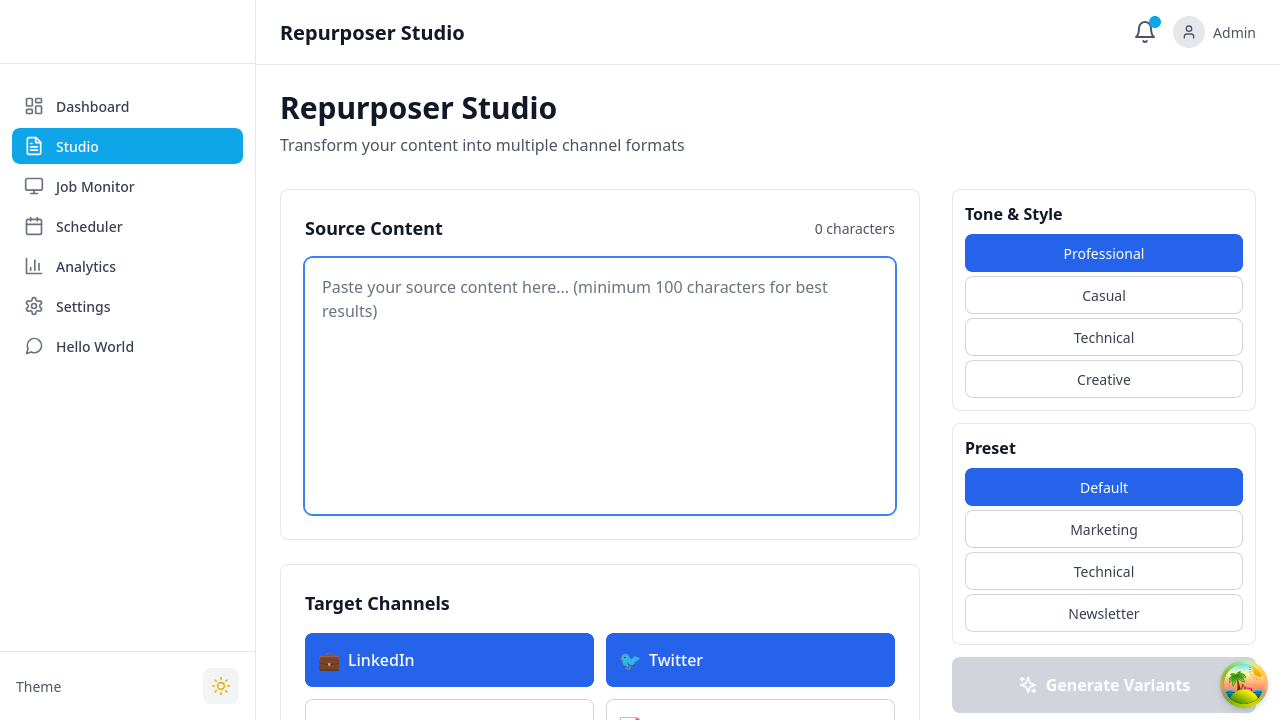 Repurposer Studio
Admin
Dashboard
Studio
Job Monitor
Scheduler
Analytics
Settings
Hello World
Theme
Repurposer Studio
Transform your content into multiple channel formats
Source Content
0 characters
Paste your source content here... (minimum 100 characters for best
results)
Target Channels
LinkedIn
Twitter
Tone & Style
Professional
Casual
Technical
Creative
Preset
Default
Marketing
Technical
Newsletter
Generate Variants